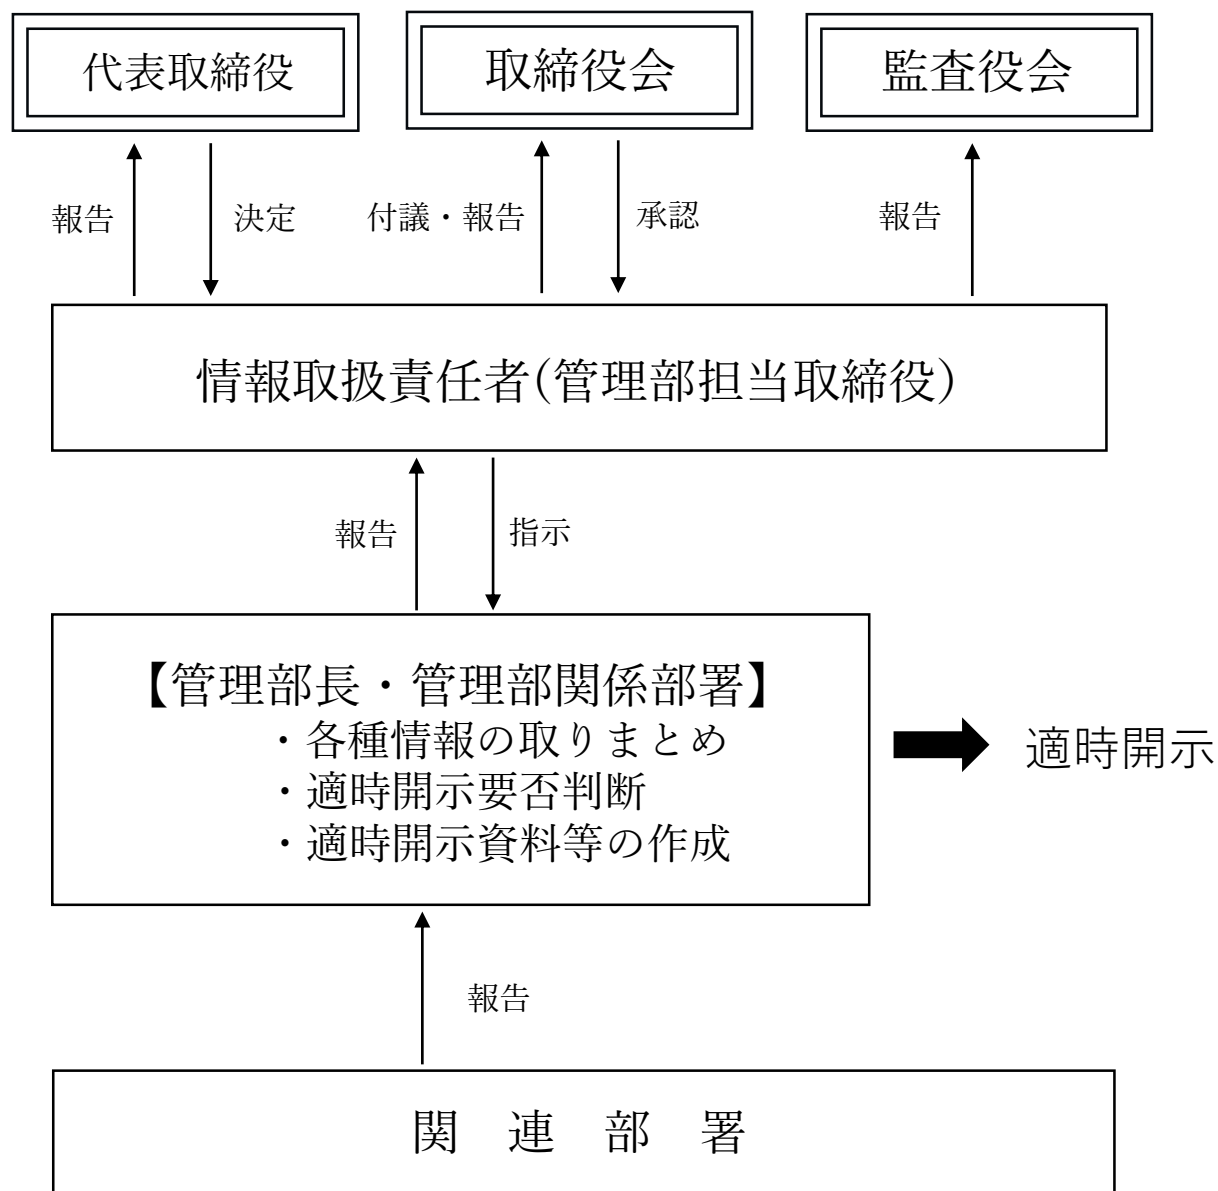 代表取締役
取締役会
監査役会
報告
決定
付議・報告
承認
報告
情報取扱責任者(管理部担当取締役)
報告
指示
【管理部長・管理部関係部署】
・各種情報の取りまとめ
・適時開示要否判断
・適時開示資料等の作成
適時開示
報告
関 連 部 署